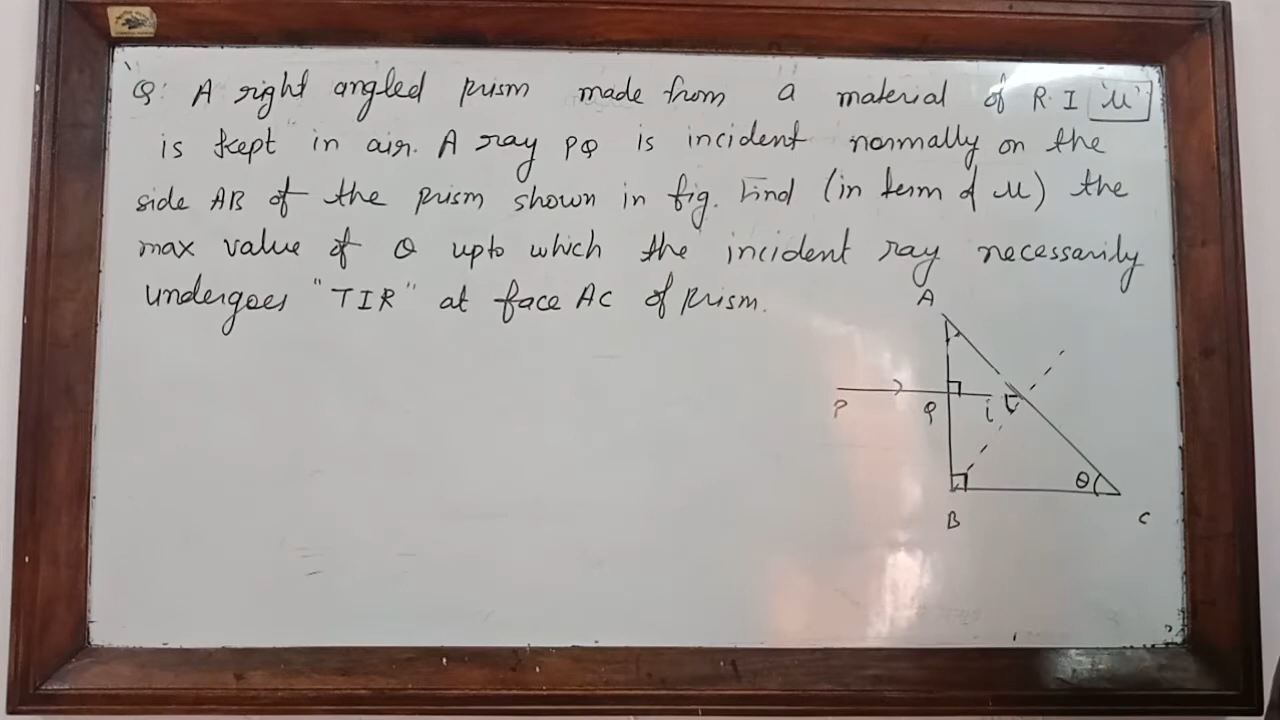 Q: A right angled prism made from a material of R.I 'μ'
is kept in air. A ray PQ is incident normally on the
side AB of the prism shown in fig. Find (in term of μ) the
max value of θ upto which the incident ray necessarily
undergoes "TIR" at face AC of prism.
A
P Q i
θ
B C